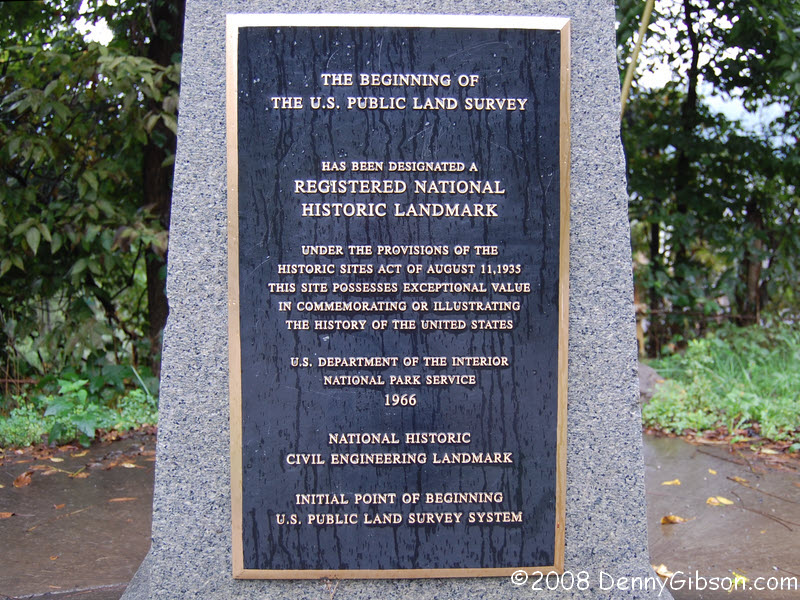 THE BEGINNING OF
THE U.S. PUBLIC LAND SURVEY
HAS BEEN DESIGNATED A
REGISTERED NATIONAL
HISTORIC LANDMARK
UNDER THE PROVISIONS OF THE
HISTORIC SITES ACT OF AUGUST 11,1935
THIS SITE POSSESSES EXCEPTIONAL VALUE
IN COMMEMORATING OR ILLUSTRATING
THE HISTORY OF THE UNITED STATES
U.S. DEPARTMENT OF THE INTERIOR
NATIONAL PARK SERVICE
1966
NATIONAL HISTORIC
CIVIL ENGINEERING LANDMARK
INITIAL POINT OF BEGINNING
U.S. PUBLIC LAND SURVEY SYSTEM
©2008 DennyGibson.com